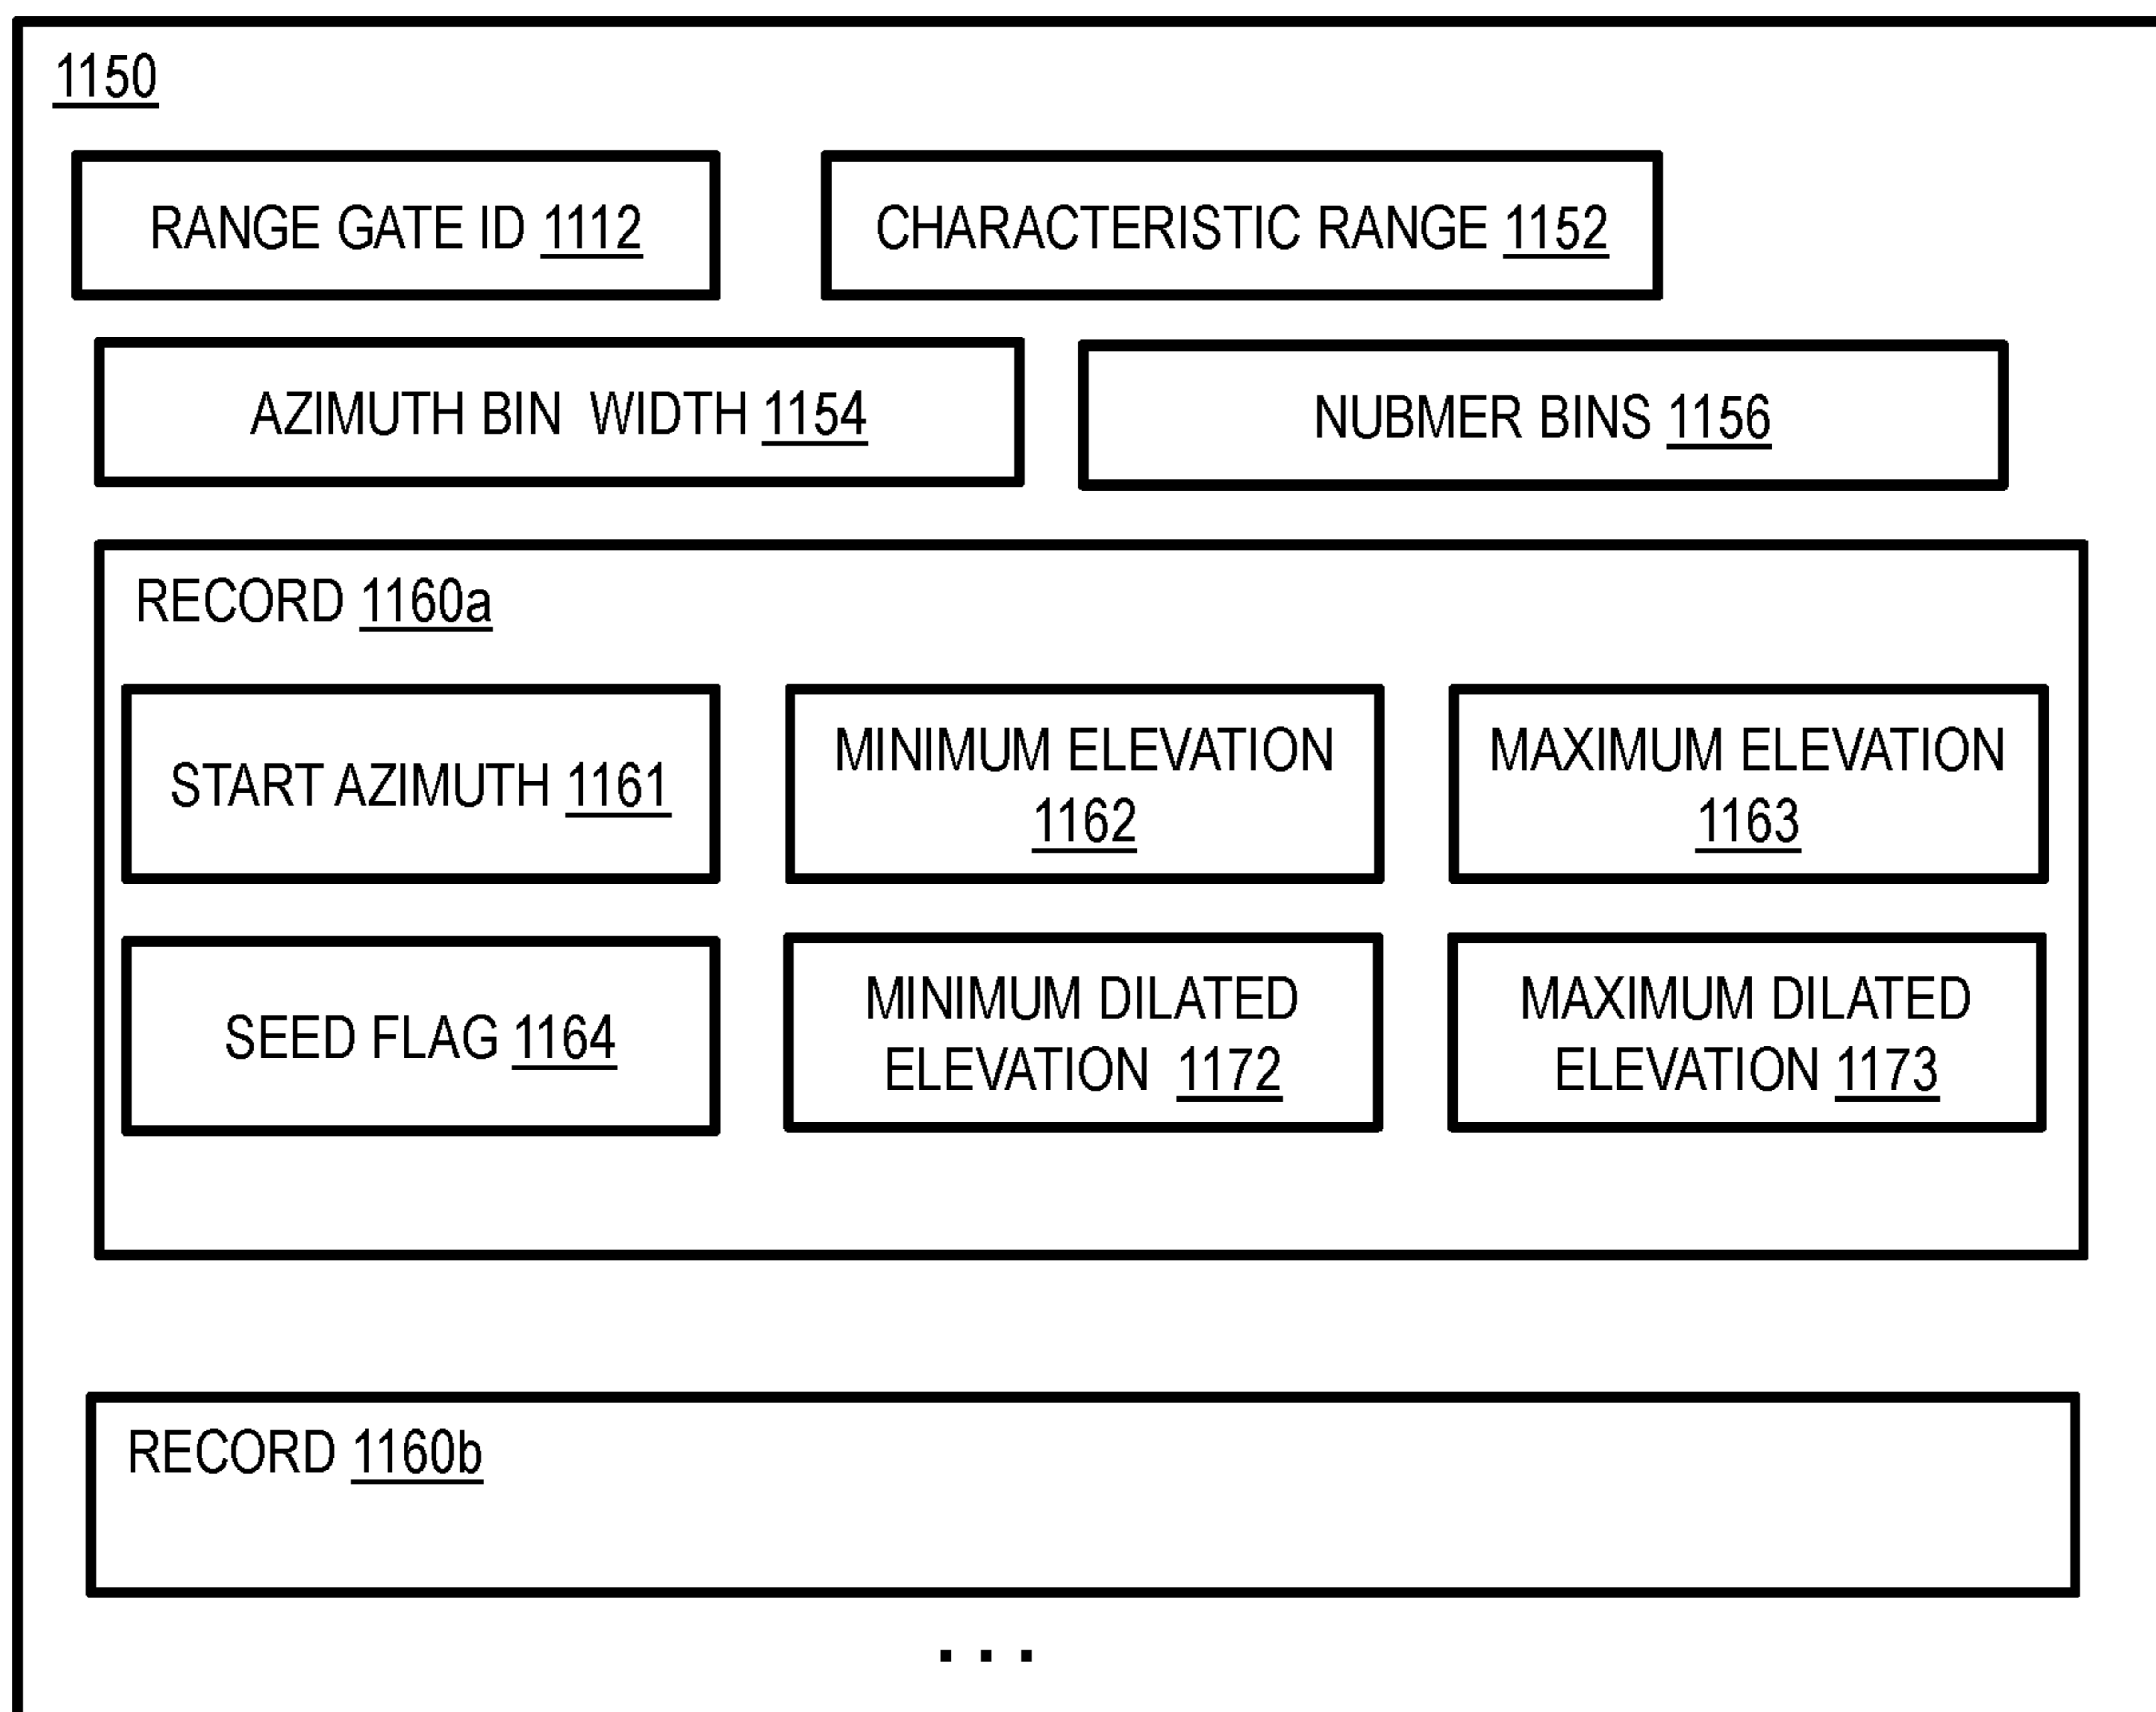 1150
RANGE GATE ID 1112
CHARACTERISTIC RANGE 1152
AZIMUTH BIN WIDTH 1154
NUBMER BINS 1156
RECORD 1160a
START AZIMUTH 1161
MINIMUM ELEVATION
1162
MAXIMUM ELEVATION
1163
SEED FLAG 1164
MINIMUM DILATED
ELEVATION 1172
MAXIMUM DILATED
ELEVATION 1173
RECORD 1160b
...